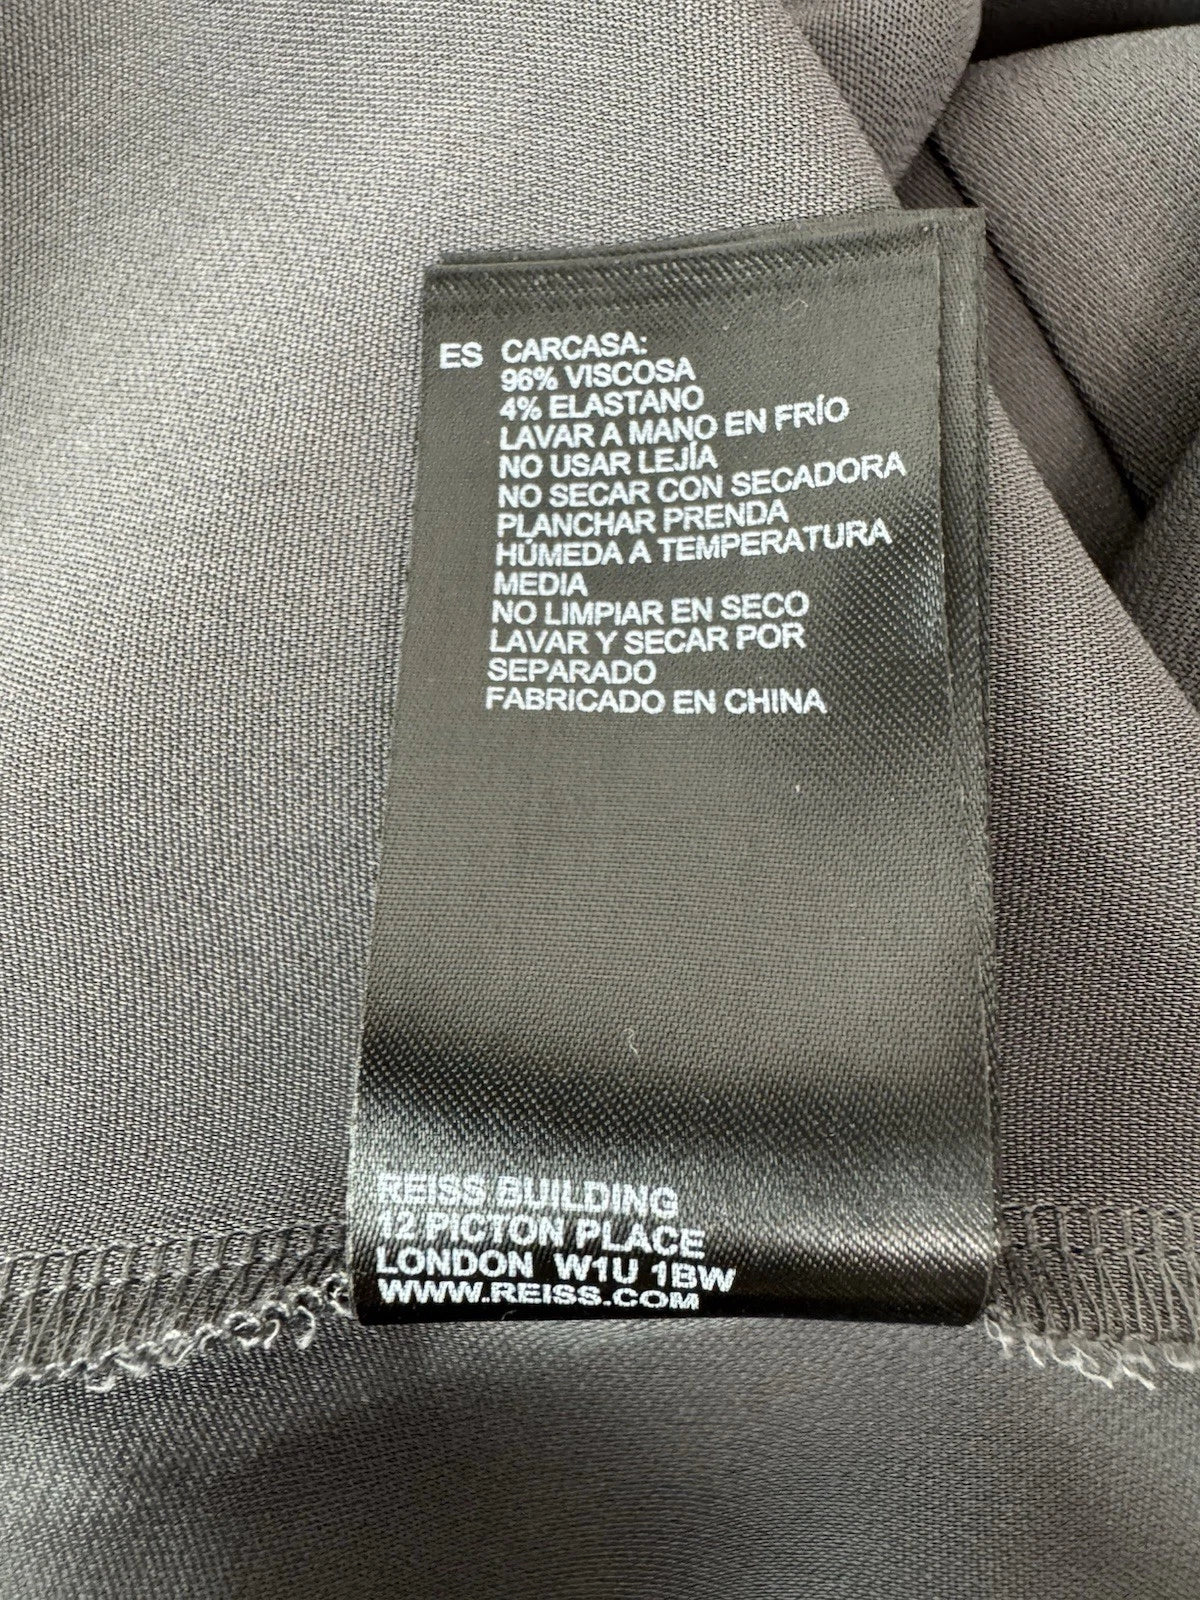 ES CARCASA:
96% VISCOSA
4% ELASTANO
LAVAR A MANO EN FRÍO
NO USAR LEJÍA
NO SECAR CON SECADORA
PLANCHAR PRENDA
HÚMEDA A TEMPERATURA
MEDIA
NO LIMPIAR EN SECO
LAVAR Y SECAR POR
SEPARADO
FABRICADO EN CHINA
REISS BUILDING
12 PICTON PLACE
LONDON W1U 1BW
WWW.REISS.COM